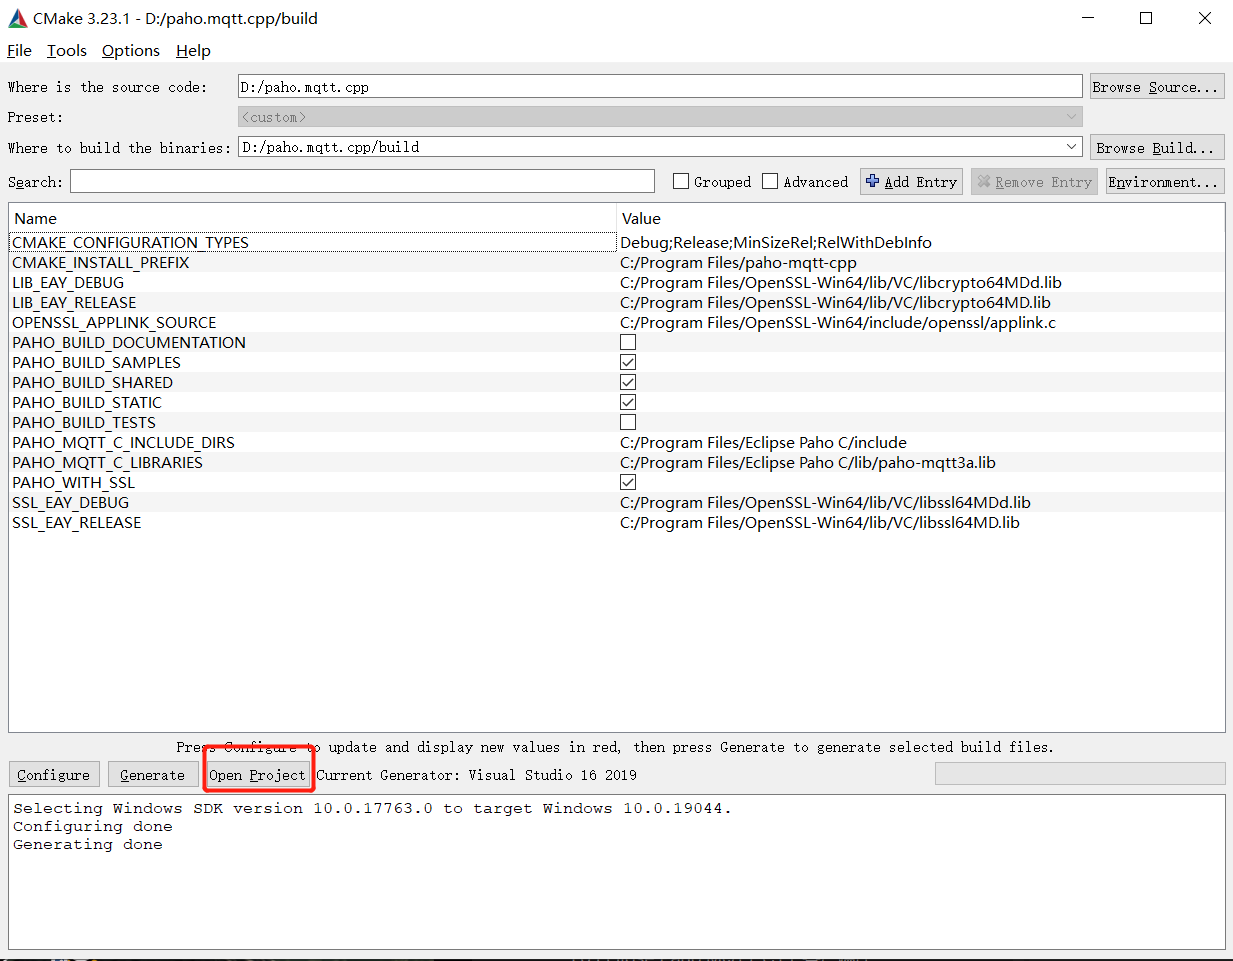 CMake 3.23.1 - D:/paho.mqtt.cpp/build
File Tools Options Help
Where is the source code: D:/paho.mqtt.cpp Browse Source...
Preset: <custom>
Where to build the binaries: D:/paho.mqtt.cpp/build Browse Build...
Search: Grouped Advanced Add Entry Remove Entry Environment...
Name Value
CMAKE_CONFIGURATION_TYPES Debug;Release;MinSizeRel;RelWithDebInfo
CMAKE_INSTALL_PREFIX C:/Program Files/paho-mqtt-cpp
LIB_EAY_DEBUG C:/Program Files/OpenSSL-Win64/lib/VC/libcrypto64MDd.lib
LIB_EAY_RELEASE C:/Program Files/OpenSSL-Win64/lib/VC/libcrypto64MD.lib
OPENSSL_APPLINK_SOURCE C:/Program Files/OpenSSL-Win64/include/openssl/applink.c
PAHO_BUILD_DOCUMENTATION
PAHO_BUILD_SAMPLES
PAHO_BUILD_SHARED
PAHO_BUILD_STATIC
PAHO_BUILD_TESTS
PAHO_MQTT_C_INCLUDE_DIRS C:/Program Files/Eclipse Paho C/include
PAHO_MQTT_C_LIBRARIES C:/Program Files/Eclipse Paho C/lib/paho-mqtt3a.lib
PAHO_WITH_SSL
SSL_EAY_DEBUG C:/Program Files/OpenSSL-Win64/lib/VC/libssl64MDd.lib
SSL_EAY_RELEASE C:/Program Files/OpenSSL-Win64/lib/VC/libssl64MD.lib
Press Configure to update and display new values in red, then press Generate to generate selected build files.
Configure Generate Open Project Current Generator: Visual Studio 16 2019
Selecting Windows SDK version 10.0.17763.0 to target Windows 10.0.19044.
Configuring done
Generating done